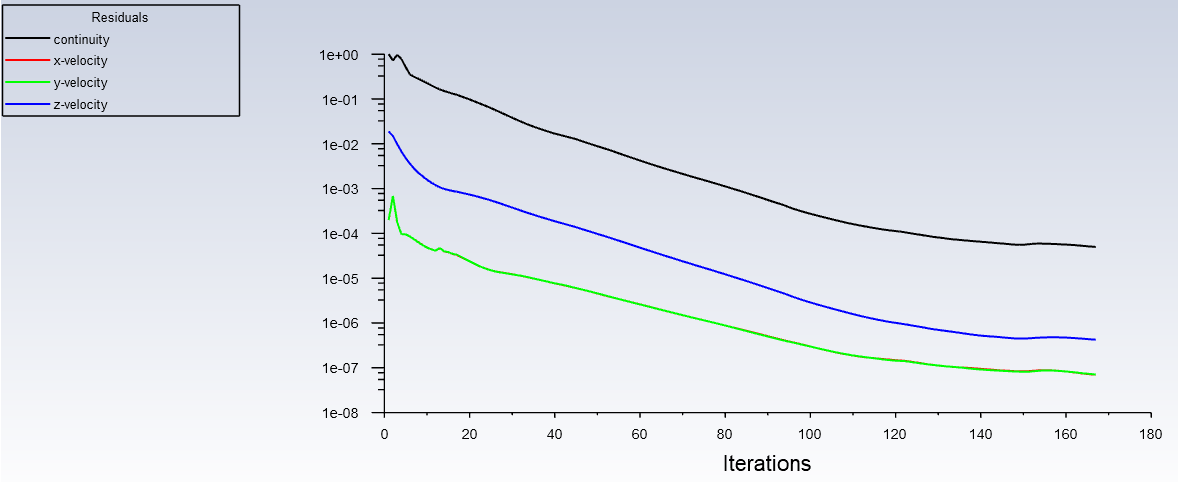 Residuals
continuity
x-velocity
y-velocity
z-velocity
1e+00
1e-01
1e-02
1e-03
1e-04
1e-05
1e-06
1e-07
1e-08
0 20 40 60 80 100 120 140 160 180
Iterations